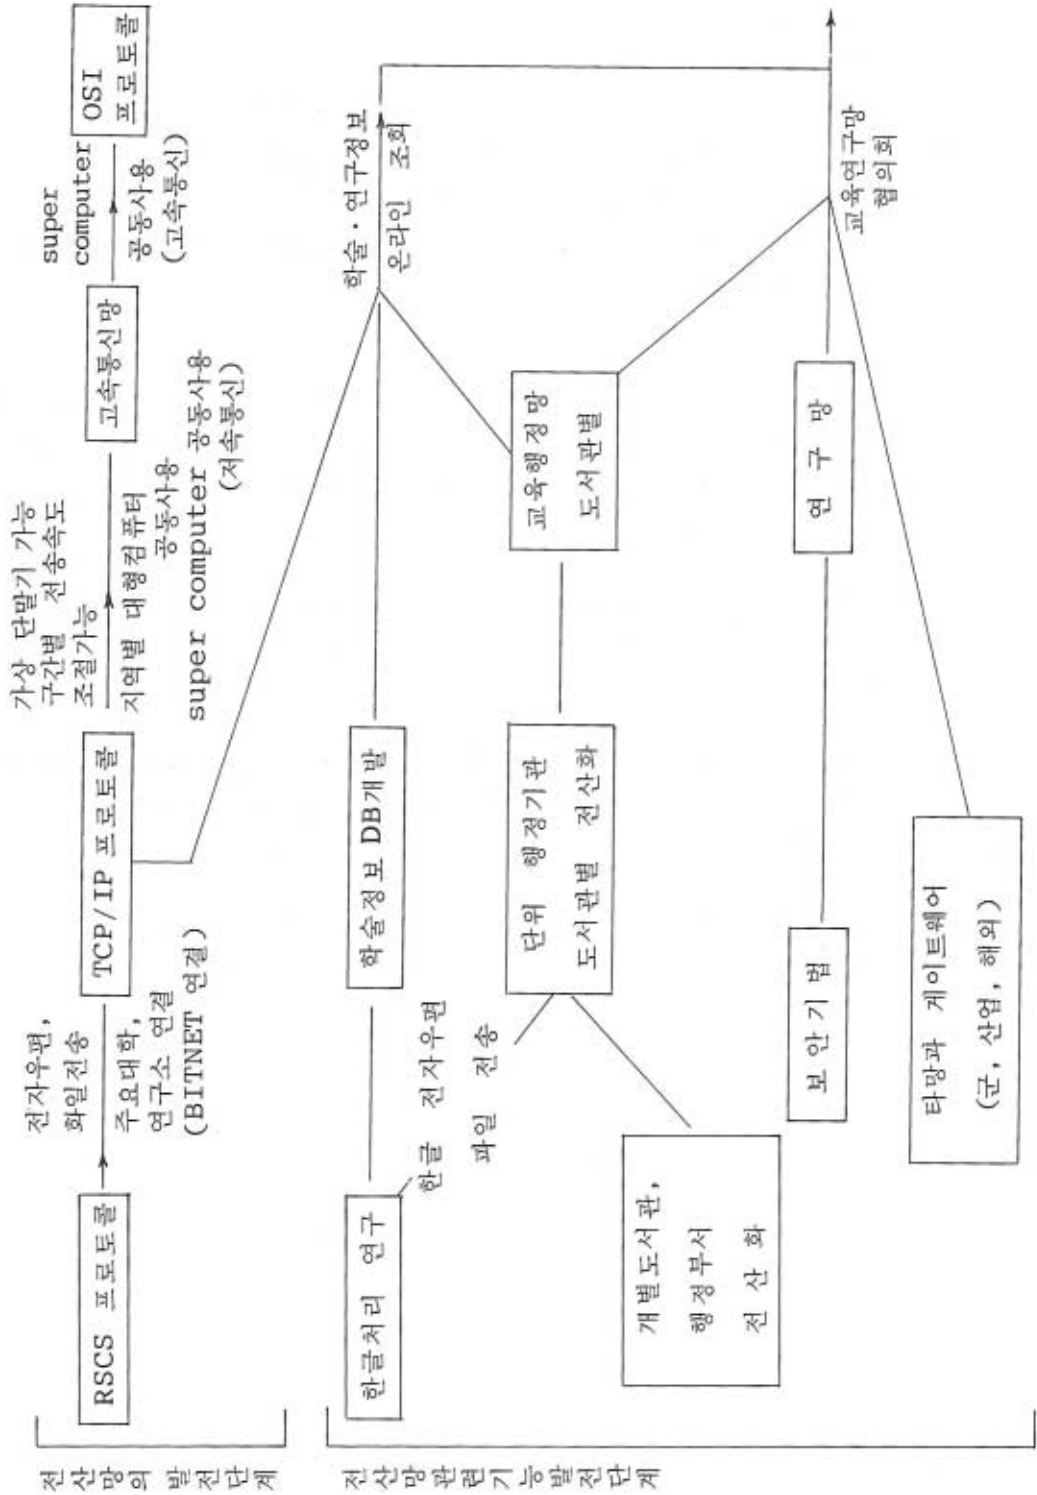 전산망의 발전단계
RSCS 프로토콜
전자우편,
화일전송
주요대학,
연구소 연결
(BITNET 연결)
TCP/IP 프로토콜
가상 단말기 가능
구간별 전송속도
조절가능
지역별 대형컴퓨터
공동사용
super computer 공동사용
(저속통신)
고속통신망
super
computer
공동사용
(고속통신)
OSI
프로토콜
전산망관련기능발전단계
한글처리 연구
한글 전자우편
파일 전송
학술정보 DB개발
학술·연구정보
온라인 조회
개별도서관,
행정부서
전 산 화
단위 행정기관
도서관별 전산화
교육행정망
도서관별
보안기법
연 구 망
교육연구망
협의회
타망과 게이트웨어
(군, 산업, 해외)